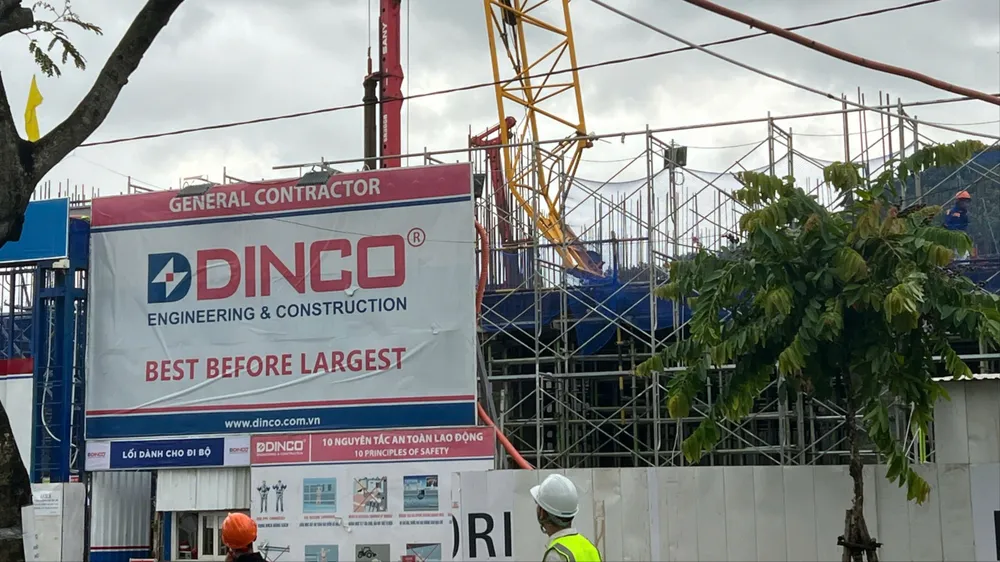 SANY
GENERAL CONTRACTOR
DINCO®
ENGINEERING & CONSTRUCTION
BEST BEFORE LARGEST
www.dinco.com.vn
LỐI DÀNH CHO ĐI BỘ
DINCO
10 NGUYÊN TẮC AN TOÀN LAO ĐỘNG
10 PRINCIPLES OF SAFETY
ORI